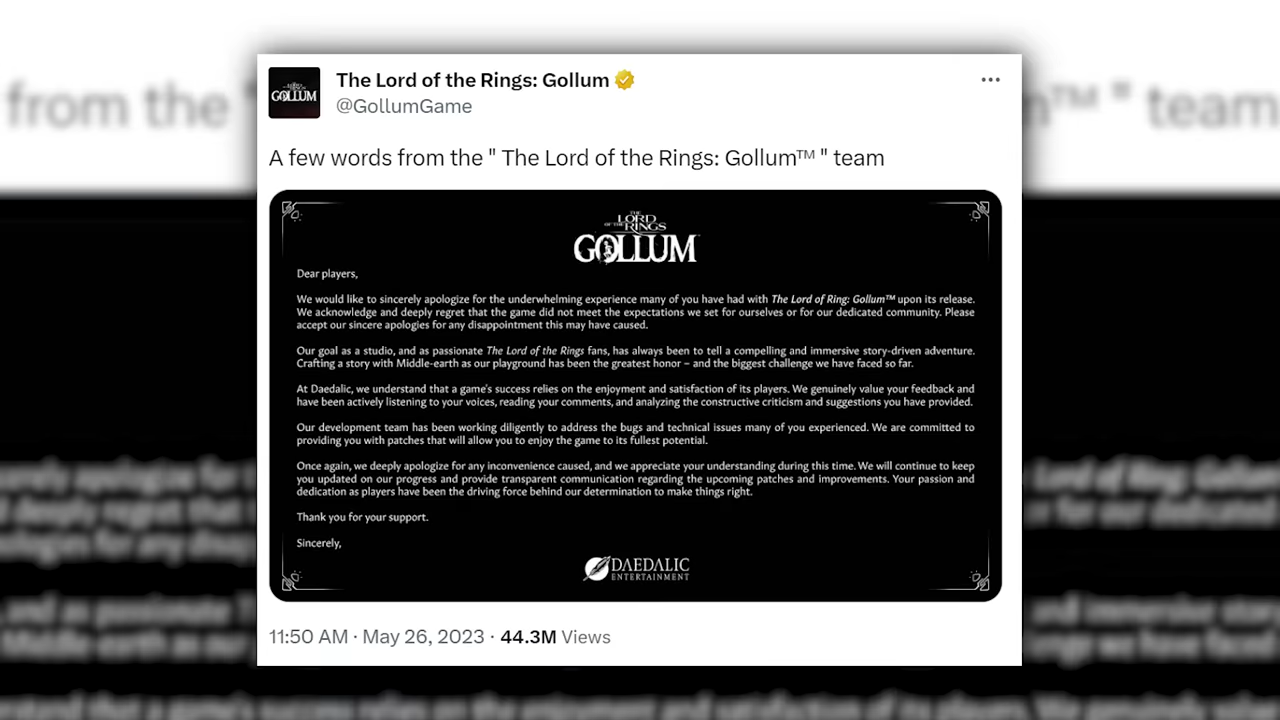 from the "
TM " team
The Lord of the Rings: Gollum
@GollumGame
A few words from the " The Lord of the Rings: Gollum™ " team
THE
LORD
OF THE RINGS
GOLLUM
Dear players,
We would like to sincerely apologize for the underwhelming experience many of you have had with The Lord of Ring: Gollum™ upon its release.
We acknowledge and deeply regret that the game did not meet the expectations we set for ourselves or for our dedicated community. Please
accept our sincere apologies for any disappointment this may have caused.
Our goal as a studio, and as passionate The Lord of the Rings fans, has always been to tell a compelling and immersive story-driven adventure.
Crafting a story with Middle-earth as our playground has been the greatest honor – and the biggest challenge we have faced so far.
At Daedalic, we understand that a game's success relies on the enjoyment and satisfaction of its players. We genuinely value your feedback and
have been actively listening to your voices, reading your comments, and analyzing the constructive criticism and suggestions you have provided.
Our development team has been working diligently to address the bugs and technical issues many of you experienced. We are committed to
providing you with patches that will allow you to enjoy the game to its fullest potential.
Once again, we deeply apologize for any inconvenience caused, and we appreciate your understanding during this time. We will continue to keep
you updated on our progress and provide transparent communication regarding the upcoming patches and improvements. Your passion and
dedication as players have been the driving force behind our determination to make things right.
Thank you for your support.
Sincerely,
DAEDALIC
ENTERTAINMENT
11:50 AM · May 26, 2023 · 44.3M Views